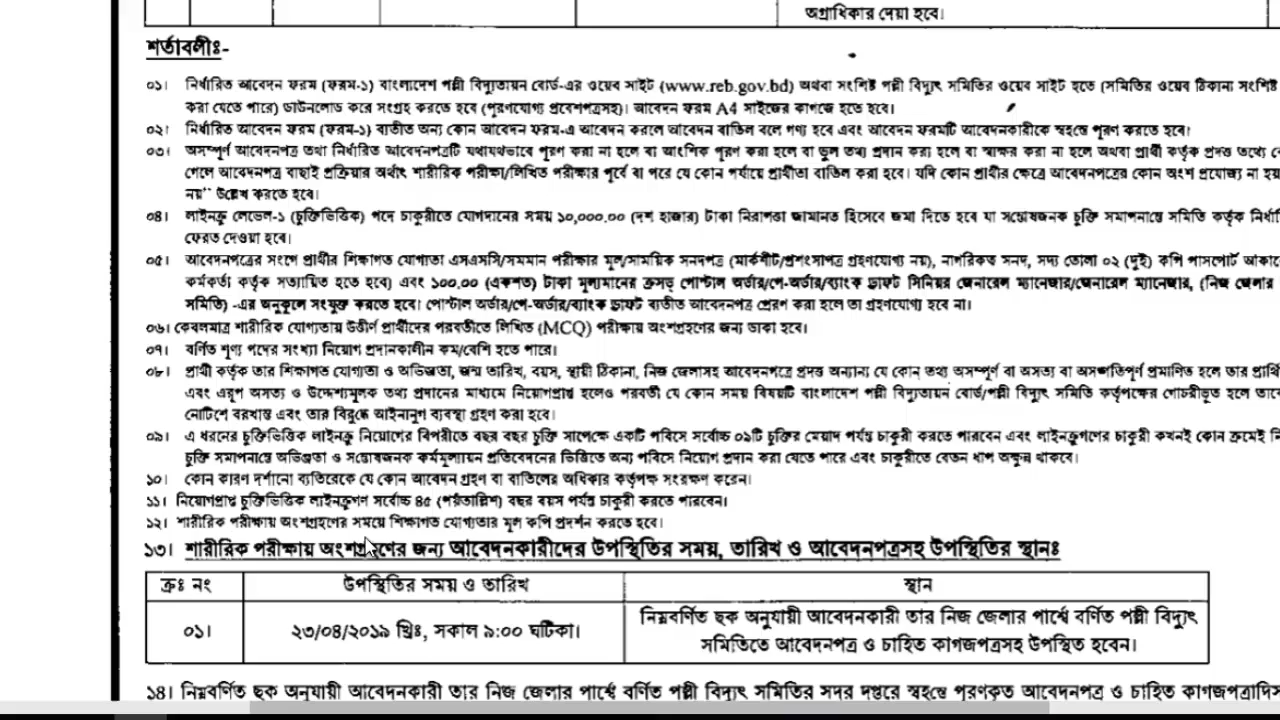 অগ্রাধিকার দেয়া হবে।
শর্তাবলীঃ-
০১। নির্ধারিত আবেদন ফরম (ফরম-১) বাংলাদেশ পল্লী বিদ্যুতায়ন বোর্ড-এর ওয়েব সাইট (www.reb.gov.bd) অথবা সংশিষ্ট পল্লী বিদ্যুৎ সমিতির ওয়েব সাইট হতে (সমিতির ওয়েব ঠিকানা সংশিষ্ট
করা যেতে পারে) ডাউনলোড করে সংগ্রহ করতে হবে (পূরণযোগ্য প্রবেশপত্রসহ)। আবেদন ফরম A4 সাইজের কাগজে হতে হবে।
০২। নির্ধারিত আবেদন ফরম (ফরম-১) ব্যতীত অন্য কোন আবেদন ফরম-এ আবেদন করলে আবেদন বাতিল বলে গণ্য হবে এবং আবেদন ফরমটি আবেদনকারীকে স্বহস্তে পূরণ করতে হবে।
০৩। অসম্পূর্ণ আবেদনপত্র তথা নির্ধারিত আবেদনপত্রটি যথাযথভাবে পূরণ করা না হলে বা আংশিক পূরণ করা হলে বা ভুল তথ্য প্রদান করা হলে বা স্বাক্ষর করা না হলে অথবা প্রার্থী কর্তৃক প্রদত্ত তথ্যে
গেলে আবেদনপত্র বাছাই প্রক্রিয়ার অর্থাৎ শারীরিক পরীক্ষা/লিখিত পরীক্ষার পূর্বে বা পরে যে কোন পর্যায়ে প্রার্থীতা বাতিল করা হবে। যদি কোন প্রার্থীর ক্ষেত্রে আবেদনপত্রের কোন অংশ প্রযোজ্য না হয়
নয়" উল্লেখ করতে হবে।
০৪। লাইনক্রু লেভেল-১ (চুক্তিভিত্তিক) পদে চাকুরীতে যোগদানের সময় ১০,০০০.০০ (দশ হাজার) টাকা নিরাপত্তা জামানত হিসেবে জমা দিতে হবে যা সন্তোষজনক চুক্তি সমাপনান্তে সমিতি কর্তৃক
ফেরত দেওয়া হবে।
০৫। আবেদনপত্রের সংগে প্রার্থীর শিক্ষাগত যোগ্যতা এসএসসি/সমমান পরীক্ষার মূল/সাময়িক সনদপত্র (মার্কশীট/প্রশংসাপত্র গ্রহণযোগ্য নয়), নাগরিকত্ব সনদ, সদ্য তোলা ০২ (দুই) কপি পাসপোর্ট
কর্মকর্তা কর্তৃক সত্যায়িত হতে হবে) এবং ১০০.০০ (একশত) টাকা মূল্যমানের ক্রসড্ পোস্টাল অর্ডার/পে-অর্ডার/ব্যাংক ড্রাফট সিনিয়র জেনারেল ম্যানেজার/জেনারেল ম্যানেজার, (নিজ জেলার
সমিতি) -এর অনুকূলে সংযুক্ত করতে হবে। পোস্টাল অর্ডার/পে-অর্ডার/ব্যাংক ড্রাফট ব্যতীত আবেদনপত্র প্রেরণ করা হলে তা গ্রহণযোগ্য হবে না।
০৬। কেবলমাত্র শারীরিক যোগ্যতায় উত্তীর্ণ প্রার্থীদের পরবর্তীতে লিখিত (MCQ) পরীক্ষায় অংশগ্রহণের জন্য ডাকা হবে।
০৭। বর্ণিত শূণ্য পদের সংখ্যা নিয়োগ প্রদানকালীন কম/বেশি হতে পারে।
০৮। প্রার্থী কর্তৃক তার শিক্ষাগত যোগ্যতা ও অভিজ্ঞতা, জন্ম তারিখ, বয়স, স্থায়ী ঠিকানা, নিজ জেলাসহ আবেদনপত্রে প্রদত্ত অন্যান্য যে কোন তথ্য অসম্পূর্ণ বা অসত্য বা অসঙ্গতিপূর্ণ প্রমাণিত হলে তার
এবং এরূপ অসত্য ও উদ্দেশ্যমূলক তথ্য প্রদানের মাধ্যমে নিয়োগপ্রাপ্ত হলেও পরবর্তী যে কোন সময় বিষয়টি বাংলাদেশ পল্লী বিদ্যুতায়ন বোর্ড/পল্লী বিদ্যুৎ সমিতি কর্তৃপক্ষের গোচরীভূত হলে
নোটিশে বরখাস্ত এবং তার বিরুদ্ধে আইনানুগ ব্যবস্থা গ্রহণ করা হবে।
০৯। এ ধরনের চুক্তিভিত্তিক লাইনক্রু নিয়োগের বিপরীতে বছর বছর চুক্তি সাপেক্ষে একটি পবিসে সর্বোচ্চ ০৯টি চুক্তির মেয়াদ পর্যন্ত চাকুরী করতে পারবেন এবং লাইনক্রুগণের চাকুরী কখনই কোন ক্রমেই
চুক্তি সমাপনান্তে অভিজ্ঞতা ও সন্তোষজনক কর্মমূল্যায়ন প্রতিবেদনের ভিত্তিতে অন্য পবিসে নিয়োগ প্রদান করা যেতে পারে এবং চাকুরীতে বেতন ধাপ অক্ষুন্ন থাকবে।
১০। কোন কারণ দর্শানো ব্যতিরেকে যে কোন আবেদন গ্রহণ বা বাতিলের অধিকার কর্তৃপক্ষ সংরক্ষণ করেন।
১১। নিয়োগপ্রাপ্ত চুক্তিভিত্তিক লাইনক্রুগণ সর্বোচ্চ ৪৫ (পয়তাল্লিশ) বছর বয়স পর্যন্ত চাকুরী করতে পারবেন।
১২। শারীরিক পরীক্ষায় অংশগ্রহণের সময়ে শিক্ষাগত যোগ্যতার মূল কপি প্রদর্শন করতে হবে।
১৩। শারীরিক পরীক্ষায় অংশগ্রহণের জন্য আবেদনকারীদের উপস্থিতির সময়, তারিখ ও আবেদনপত্রসহ উপস্থিতির স্থানঃ
ক্রঃ নং উপস্থিতির সময় ও তারিখ স্থান
০১। ২৩/০৪/২০১৯ খ্রিঃ, সকাল ৯:০০ ঘটিকা। নিম্নবর্ণিত ছক অনুযায়ী আবেদনকারী তার নিজ জেলার পার্শ্বে বর্ণিত পল্লী বিদ্যুৎ
সমিতিতে আবেদনপত্র ও চাহিত কাগজপত্রসহ উপস্থিত হবেন।
১৪। নিম্নবর্ণিত ছক অনুযায়ী আবেদনকারী তার নিজ জেলার পার্শ্বে বর্ণিত পল্লী বিদ্যুৎ সমিতির সদর দপ্তরে স্বহস্তে পূরণকৃত আবেদনপত্র ও চাহিত